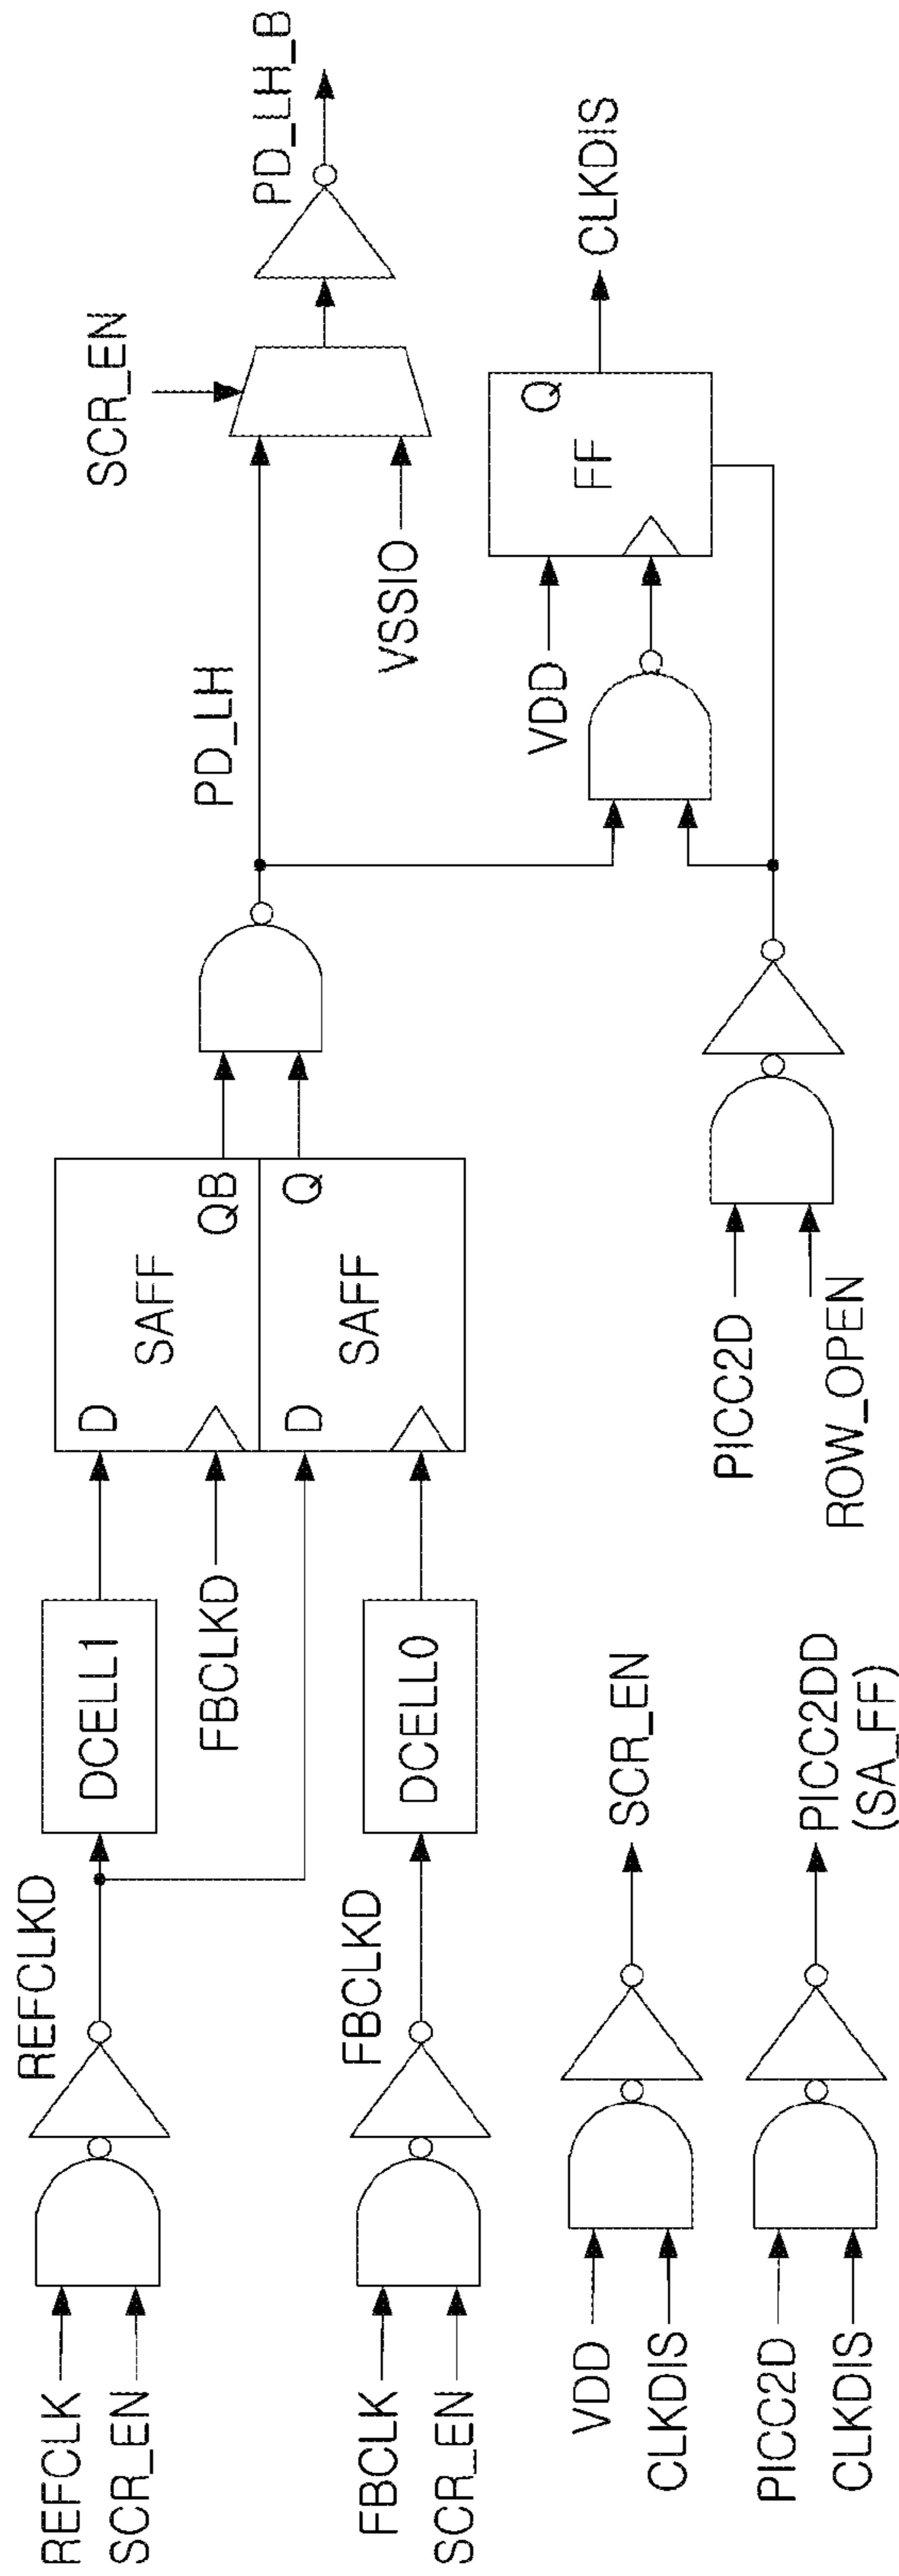 REFCLK
SCR_EN
REFCLKD
DCELL1
FBCLKD
D
SAFF
QB
D
SAFF
Q
FBCLK
SCR_EN
FBCLKD
DCELL0
PD_LH
SCR_EN
VSSIO
PD_LH_B
VDD
FF
Q
CLKDIS
VDD
CLKDIS
SCR_EN
PICC2D
CLKDIS
PICC2DD
(SA_FF)
PICC2D
ROW_OPEN